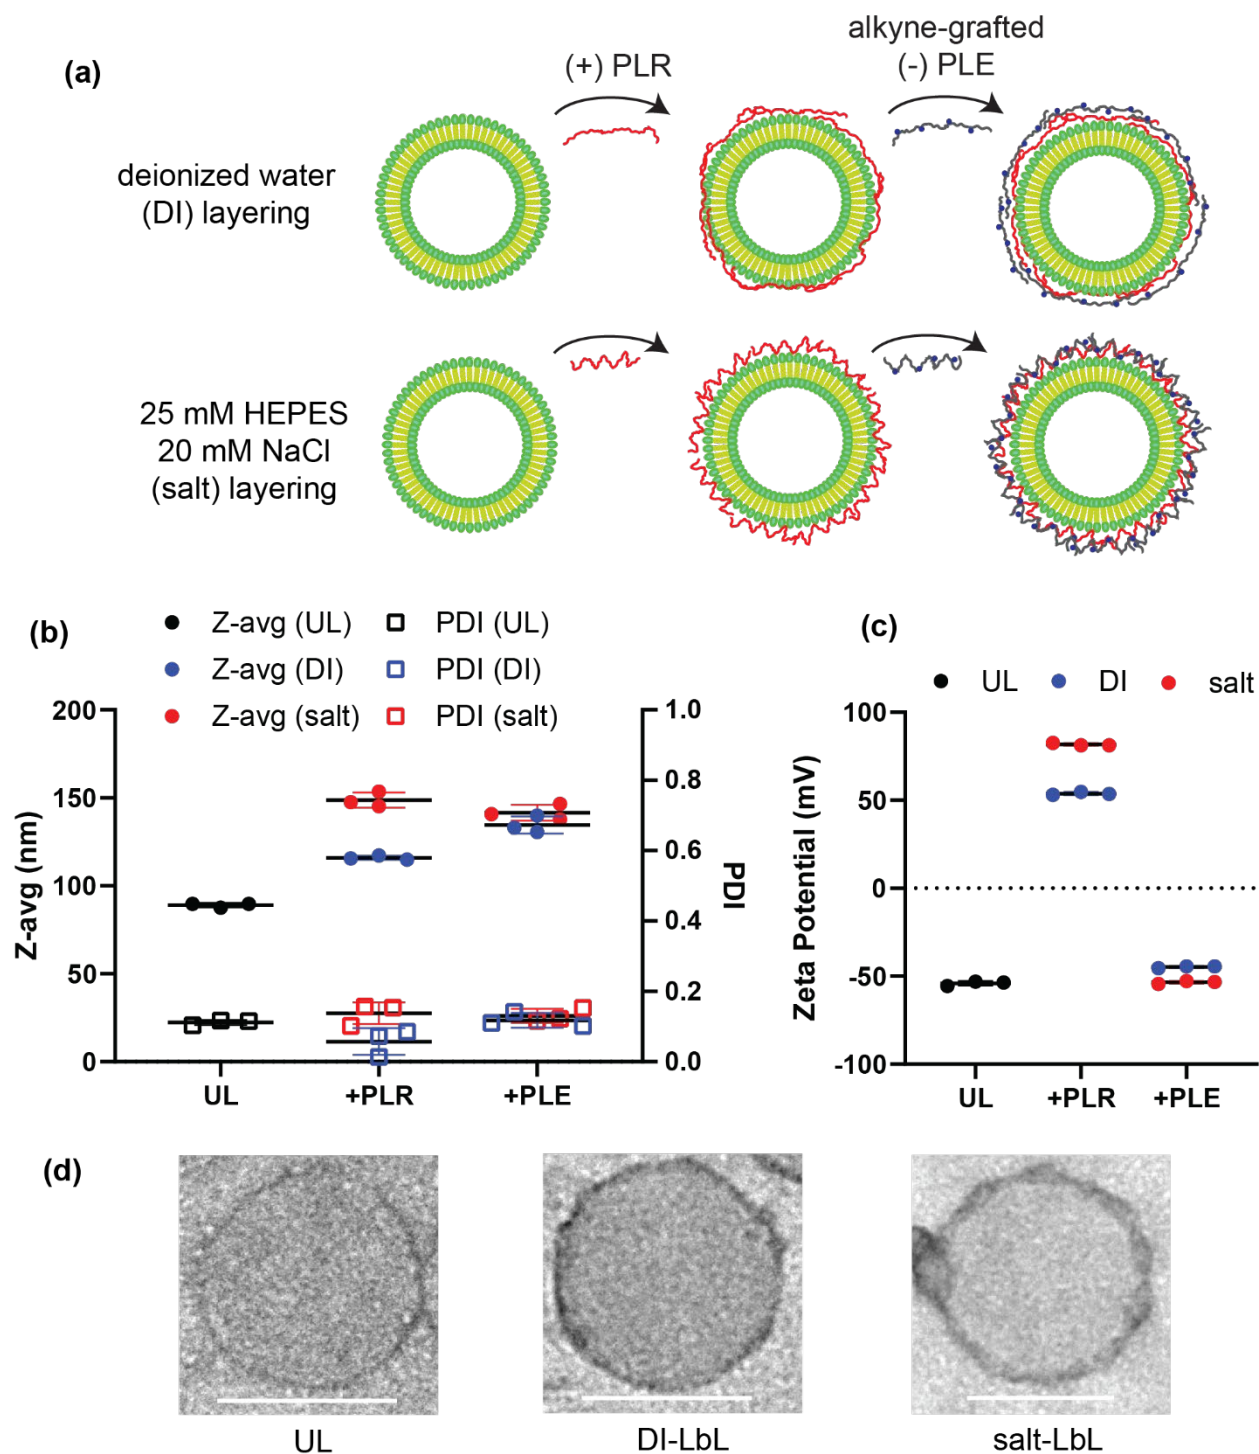 (a)
(+) PLR
alkyne-grafted
(-) PLE
deionized water
(DI) layering
25 mM HEPES
20 mM NaCl
(salt) layering
(b)
Z-avg (UL) PDI (UL)
Z-avg (DI) PDI (DI)
Z-avg (salt) PDI (salt)
Z-avg (nm)
200
150
100
50
0
1.0
0.8
0.6
0.4
0.2
0.0
PDI
UL +PLR +PLE
(c)
UL DI salt
Zeta Potential (mV)
100
50
0
-50
-100
UL +PLR +PLE
(d)
UL DI-LbL salt-LbL